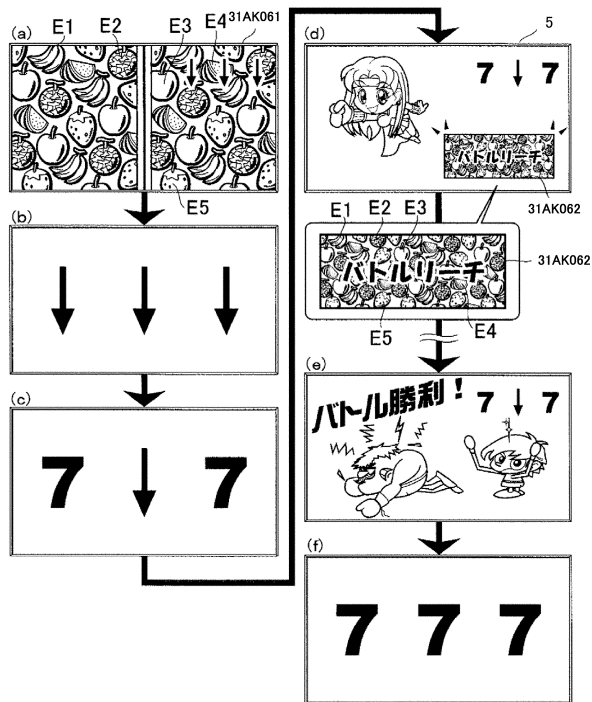 (a)
E1
E2
E3
E4
31AK061
E5
(b)
(c)
7 7
(d)
5
7 7
バトルリーチ
31AK062
E1
E2
E3
バトルリーチ
31AK062
E5
E4
(e)
バトル勝利！
7 7
(f)
7 7 7